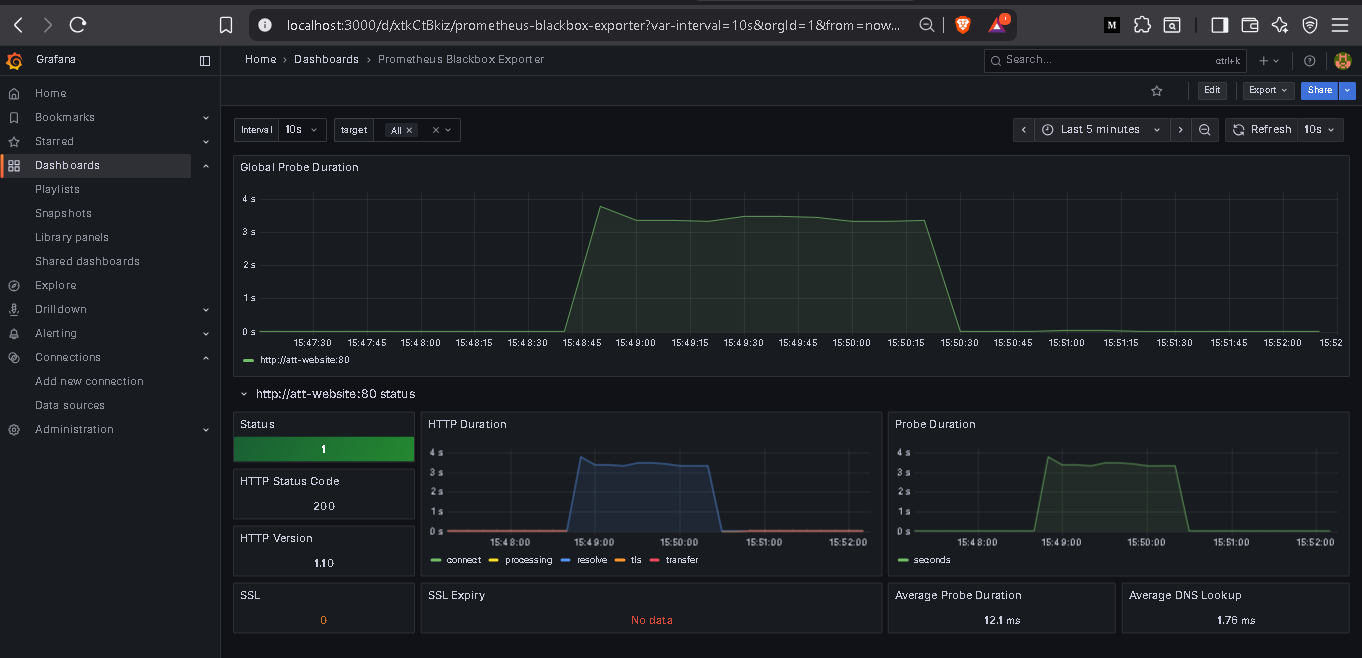 localhost:3000/d/xtkCtBkiz/prometheus-blackbox-exporter?var-interval=10s&orgId=1&from=now...
M
1
Grafana
Home › Dashboards › Prometheus Blackbox Exporter
Search...
ctrl+k
Edit
Export
Share
Home
Bookmarks
Starred
Dashboards
Playlists
Snapshots
Library panels
Shared dashboards
Explore
Drilldown
Alerting
Connections
Add new connection
Data sources
Administration
Interval 10s target All
Last 5 minutes
Refresh 10s
Global Probe Duration
4 s
3 s
2 s
1 s
0 s
15:47:30 15:47:45 15:48:00 15:48:15 15:48:30 15:48:45 15:49:00 15:49:15 15:49:30 15:49:45 15:50:00 15:50:15 15:50:30 15:50:45 15:51:00 15:51:15 15:51:30 15:51:45 15:52:00 15:52
http://att-website:80
http://att-website:80 status
Status
1
HTTP Status Code
200
HTTP Version
1.10
SSL
0
HTTP Duration
4 s
3 s
2 s
1 s
0 s
15:48:00 15:49:00 15:50:00 15:51:00 15:52:00
connect processing resolve tls transfer
SSL Expiry
No data
Probe Duration
4 s
3 s
2 s
1 s
0 s
15:48:00 15:49:00 15:50:00 15:51:00 15:52:00
seconds
Average Probe Duration
12.1 ms
Average DNS Lookup
1.76 ms